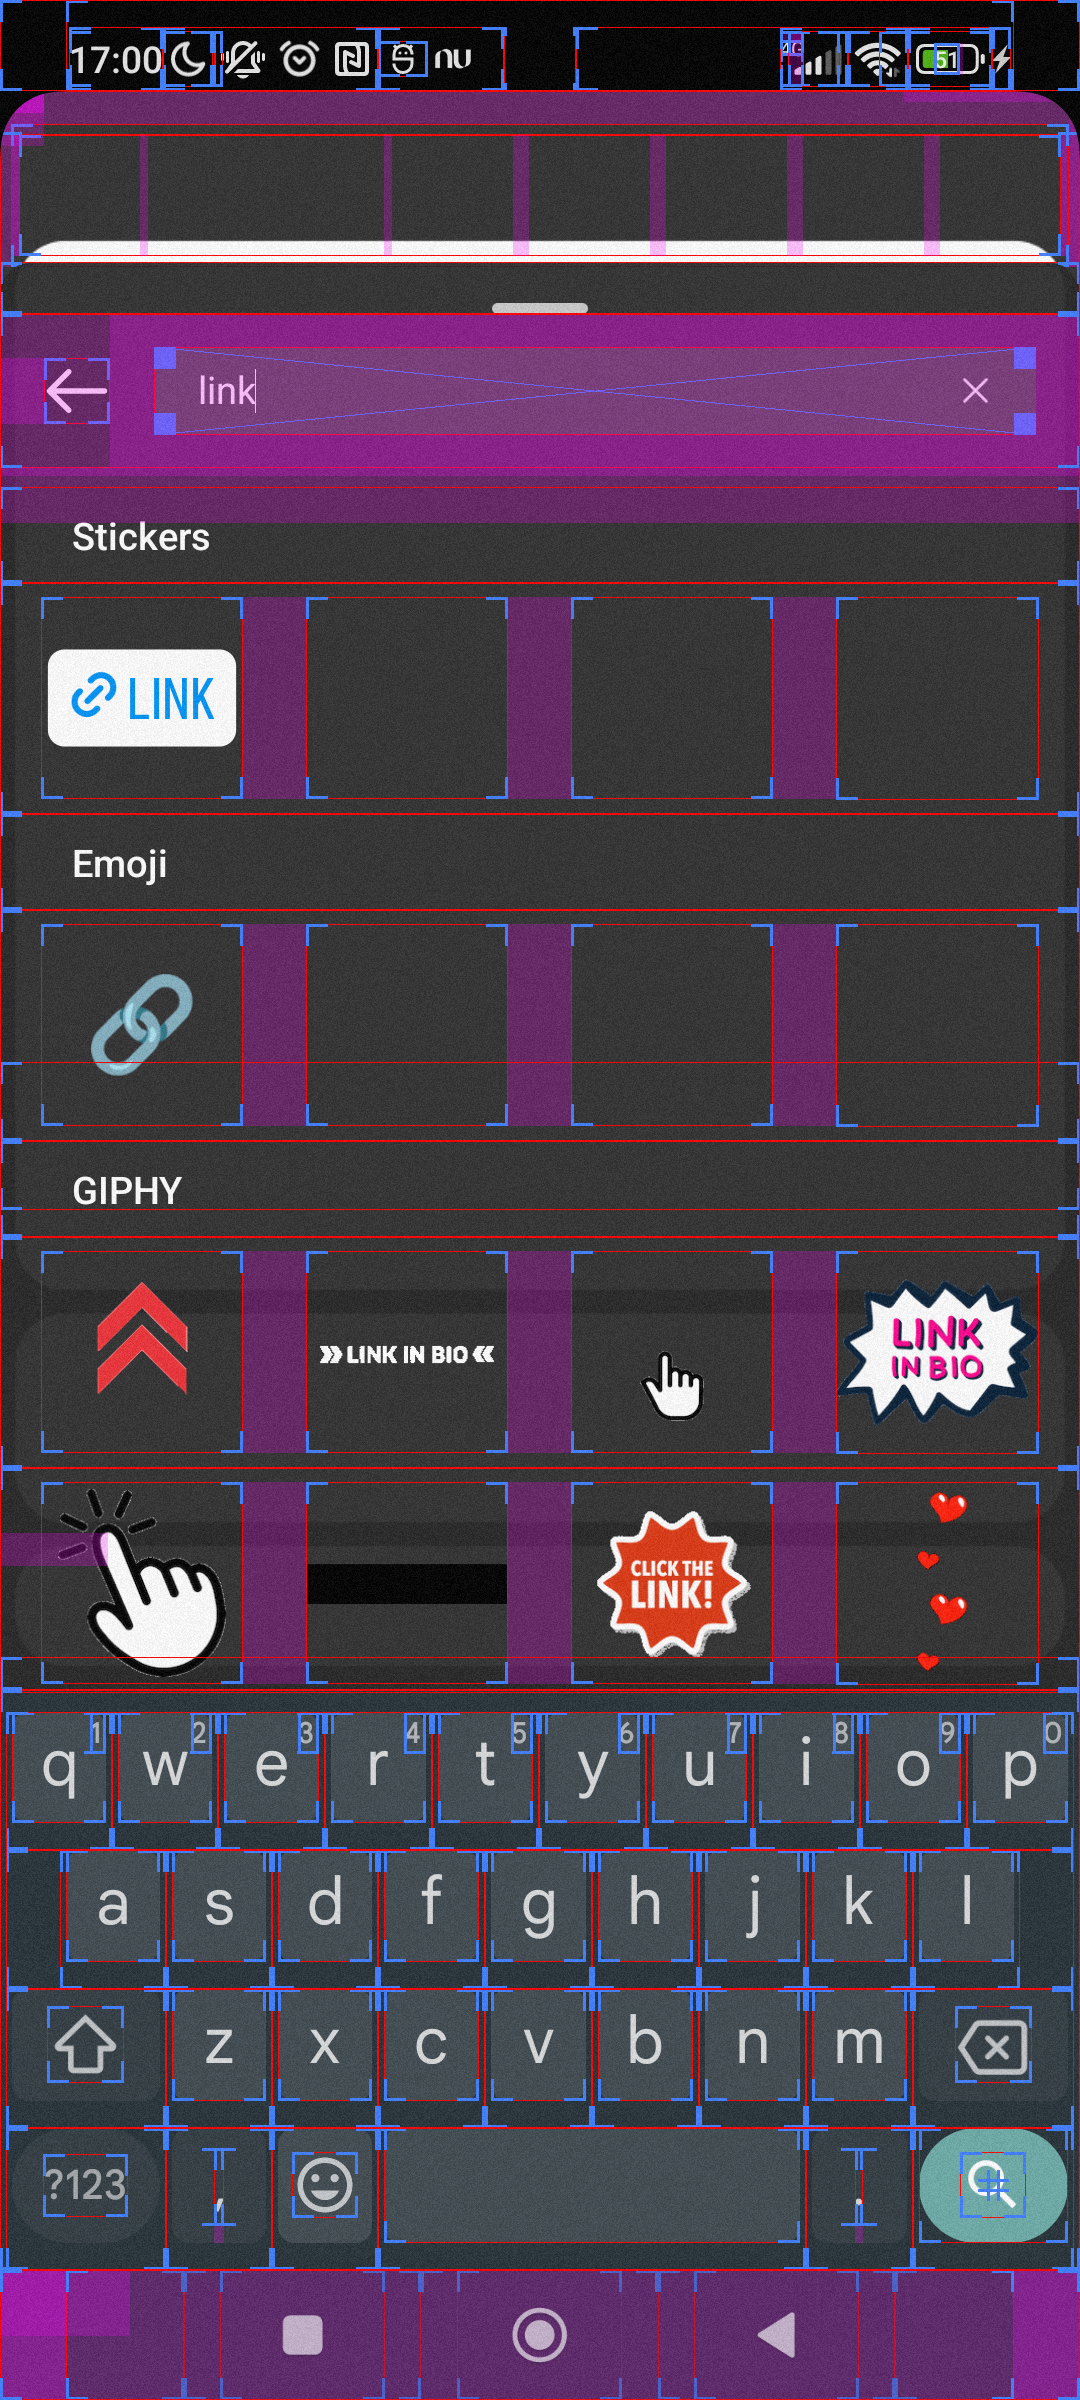 17:00
4G
51
link
Stickers
LINK
Emoji
GIPHY
LINK IN BIO
LINK
IN BIO
CLICK THE
LINK!
1 2 3 4 5 6 7 8 9 0
q w e r t y u i o p
a s d f g h j k l
z x c v b n m
?123 , .